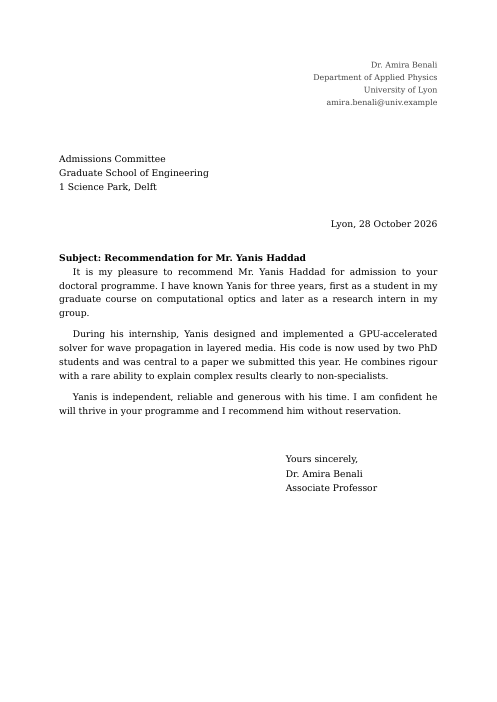 Dr. Amira Benali
Department of Applied Physics
University of Lyon
amira.benali@univ.example
Admissions Committee
Graduate School of Engineering
1 Science Park, Delft
Lyon, 28 October 2026
Subject: Recommendation for Mr. Yanis Haddad
It is my pleasure to recommend Mr. Yanis Haddad for admission to your
doctoral programme. I have known Yanis for three years, first as a student in my
graduate course on computational optics and later as a research intern in my
group.
During his internship, Yanis designed and implemented a GPU-accelerated
solver for wave propagation in layered media. His code is now used by two PhD
students and was central to a paper we submitted this year. He combines rigour
with a rare ability to explain complex results clearly to non-specialists.
Yanis is independent, reliable and generous with his time. I am confident he
will thrive in your programme and I recommend him without reservation.
Yours sincerely,
Dr. Amira Benali
Associate Professor